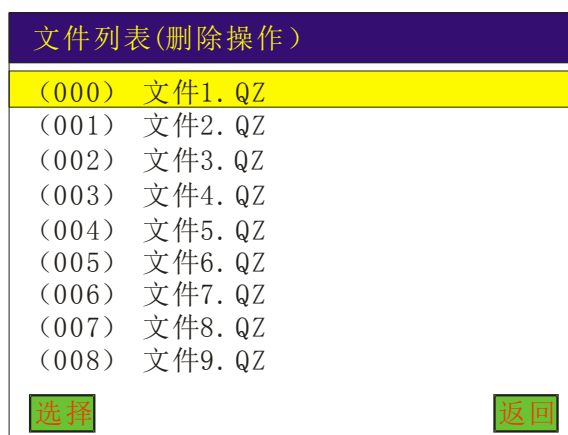 文件列表(删除操作）
（000） 文件1. QZ
（001） 文件2. QZ
（002） 文件3. QZ
（003） 文件4. QZ
（004） 文件5. QZ
（005） 文件6. QZ
（006） 文件7. QZ
（007） 文件8. QZ
（008） 文件9. QZ
选择 返回